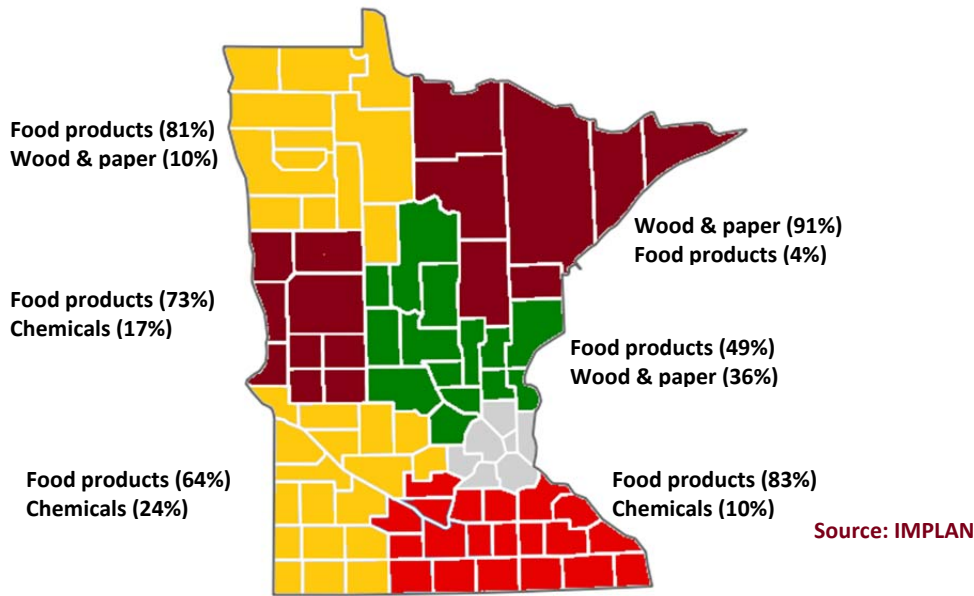 Food products (81%)
Wood & paper (10%)
Wood & paper (91%)
Food products (4%)
Food products (73%)
Chemicals (17%)
Food products (49%)
Wood & paper (36%)
Food products (64%)
Chemicals (24%)
Food products (83%)
Chemicals (10%)
Source: IMPLAN